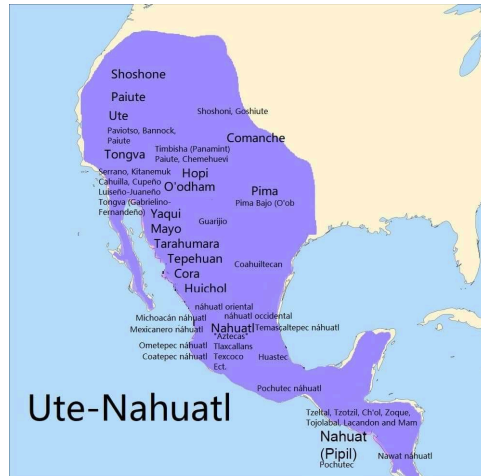 Shoshone
Paiute
Shoshoni, Goshiute
Ute
Paviotso, Bannock,
Paiute
Comanche
Timbisha (Panamint)
Paiute, Chemehuevi
Tongva
Hopi
Serrano, Kitanemuk
Cahuilla, Cupeño
Luiseño-Juaneño
Tongva (Gabrielino-
Fernandeño)
O'odham
Pima
Pima Bajo (O'ob
Yaqui
Guarijio
Mayo
Tarahumara
Tepehuan
Coahuiltecan
Cora
Huichol
náhuatl oriental
Michoacán náhuatl
náhuatl occidental
Mexicanero náhuatl
Nahuatl
Temascaltepec náhuatl
"Aztecas"
Ometepec náhuatl
Tlaxcallans
Coatepec náhuatl
Texcoco
Huastec
Ect.
Pochutec náhuatl
Ute-Nahuatl
Tzeltal, Tzotzil, Ch'ol, Zoque,
Tojolabal, Lacandon and Mam
Nahuat
(Pipil)
Nawat náhuatl
Pochutec